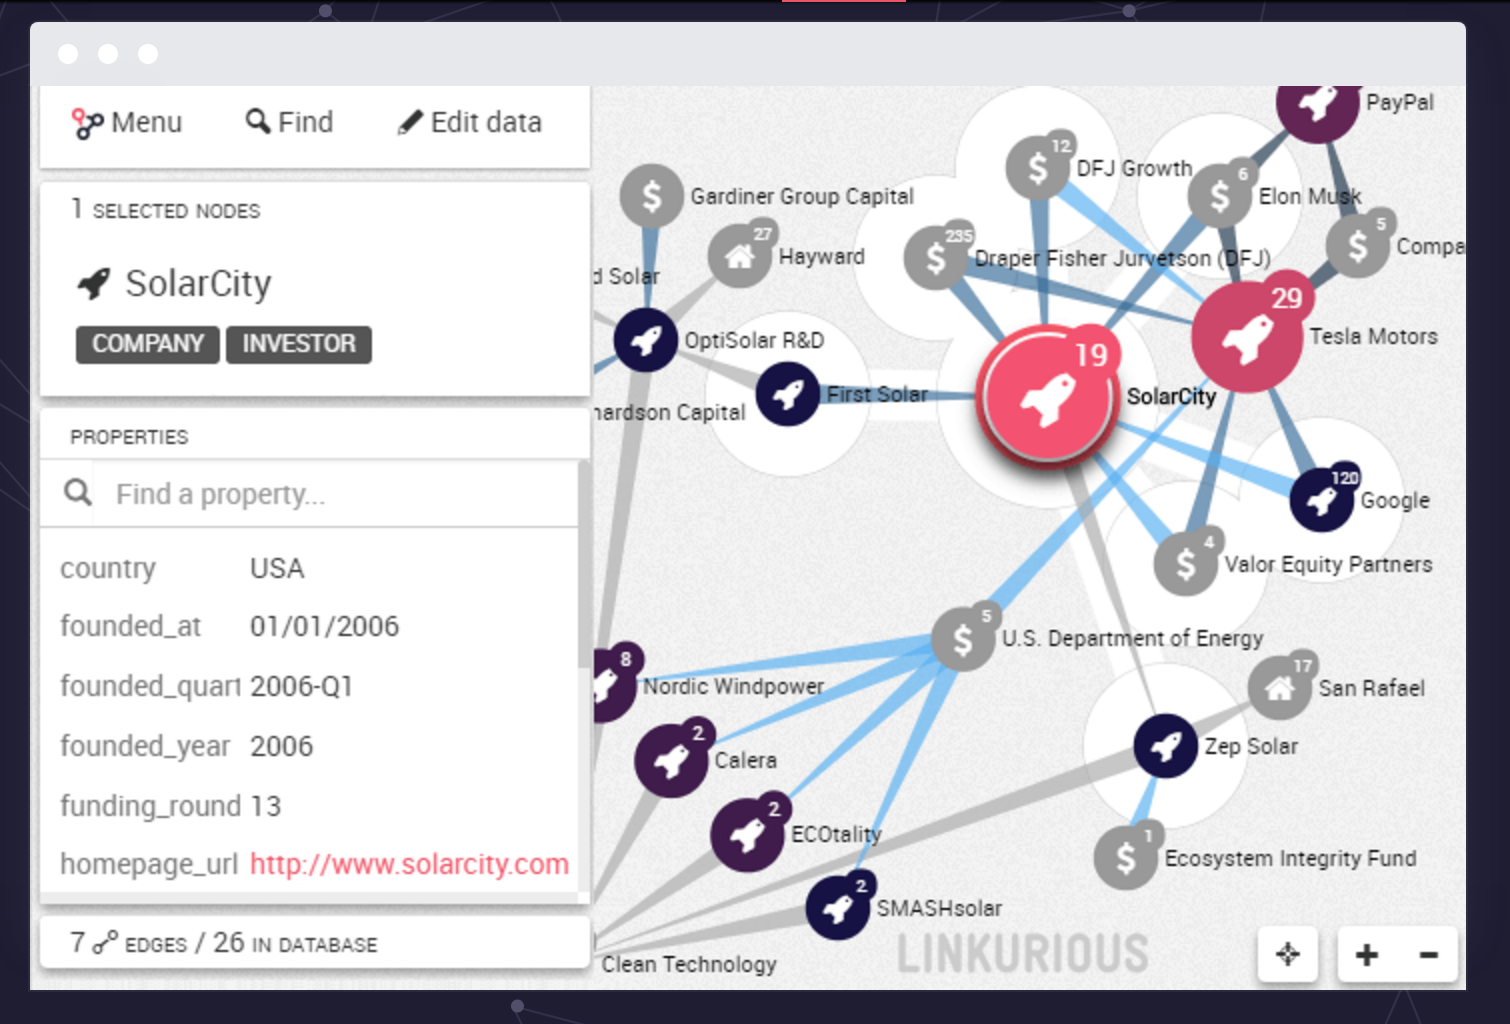 Menu Find Edit data
1 SELECTED NODES
SolarCity
COMPANY INVESTOR
PROPERTIES
Find a property...
country USA
founded_at 01/01/2006
founded_quart 2006-Q1
founded_year 2006
funding_round 13
homepage_url http://www.solarcity.com
7 EDGES / 26 IN DATABASE
PayPal
12
DFJ Growth
6
Elon Musk
Gardiner Group Capital
5
Compa
27
Hayward
235
Draper Fisher Jurvetson (DFJ)
d Solar
29
Tesla Motors
OptiSolar R&D
19
SolarCity
First Solar
hardson Capital
120
Google
4
Valor Equity Partners
5
U.S. Department of Energy
8
Nordic Windpower
17
San Rafael
2
Calera
Zep Solar
2
ECOtality
1
Ecosystem Integrity Fund
2
SMASHsolar
Clean Technology
LINKURIOUS